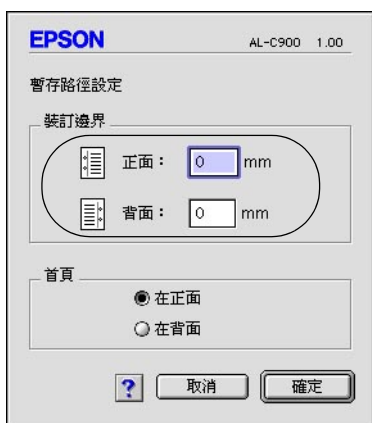 EPSON AL-C900 1.00
暫存路徑設定
裝訂邊界
正面： 0 mm
背面： 0 mm
首頁
在正面
在背面
? 取消 確定